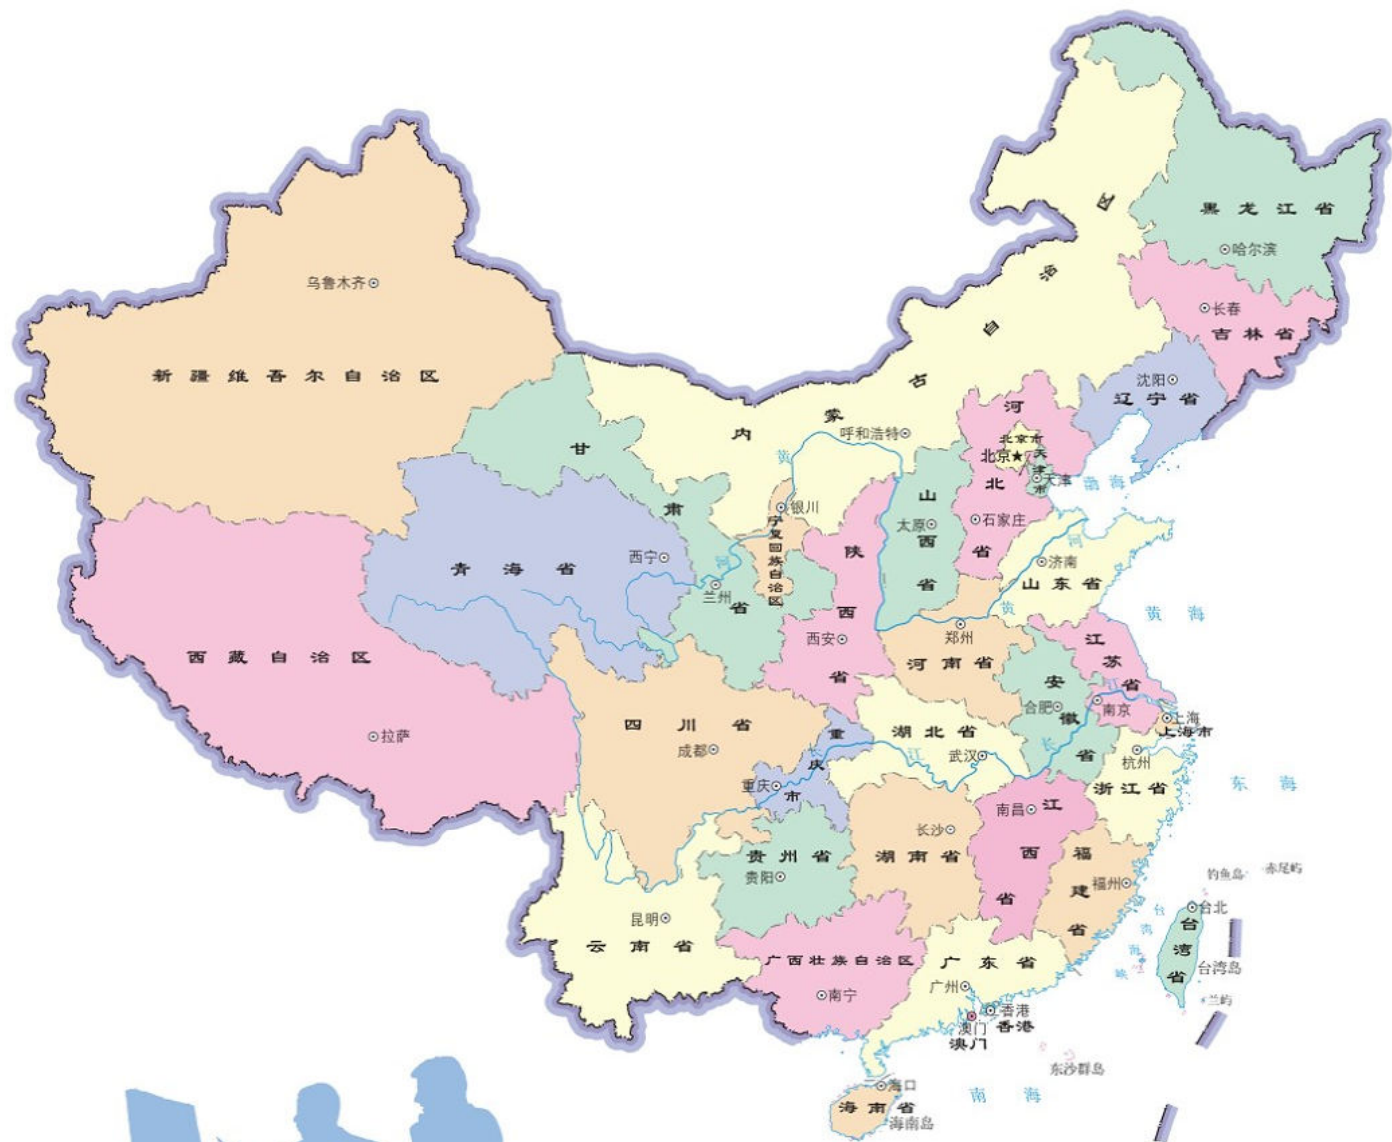 黑龙江省
哈尔滨
长春
吉林省
沈阳
辽宁省
内蒙古自治区
呼和浩特
乌鲁木齐
新疆维吾尔自治区
甘肃省
兰州
青海省
西宁
银川
宁夏回族自治区
陕西省
西安
山西省
太原
河北省
石家庄
北京市
北京
天津市
天津
渤海
济南
山东省
黄河
黄海
郑州
河南省
江苏省
南京
安徽省
合肥
上海
上海市
西藏自治区
拉萨
四川省
成都
重庆市
重庆
湖北省
武汉
长江
长江
杭州
浙江省
东海
南昌
江西省
长沙
湖南省
贵州省
贵阳
福建省
福州
钓鱼岛
赤尾屿
台北
台湾省
台湾岛
台湾海峡
兰屿
昆明
云南省
广西壮族自治区
南宁
广东省
广州
香港
香港
澳门
澳门
东沙群岛
南海
海口
海南省
海南岛